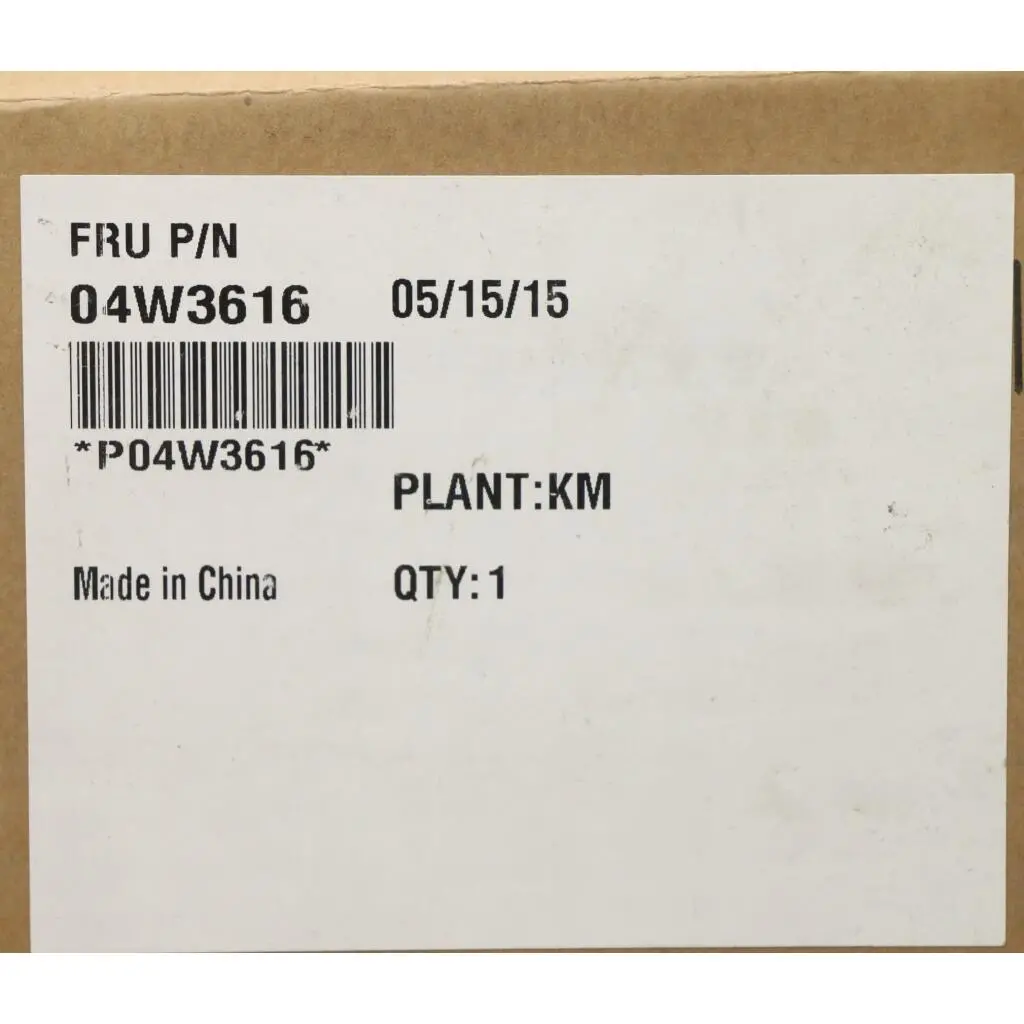 FRU P/N
04W3616 05/15/15
*P04W3616*
PLANT:KM
Made in China QTY: 1